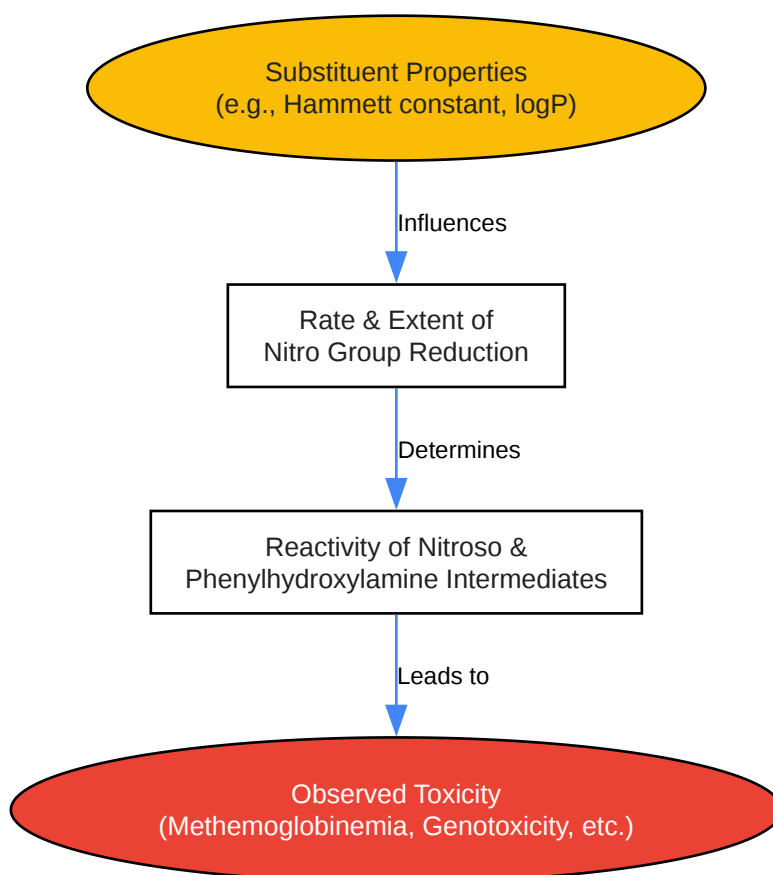 Substituent Properties
(e.g., Hammett constant, logP)
Influences
Rate & Extent of
Nitro Group Reduction
Determines
Reactivity of Nitroso &
Phenylhydroxylamine Intermediates
Leads to
Observed Toxicity
(Methemoglobinemia, Genotoxicity, etc.)